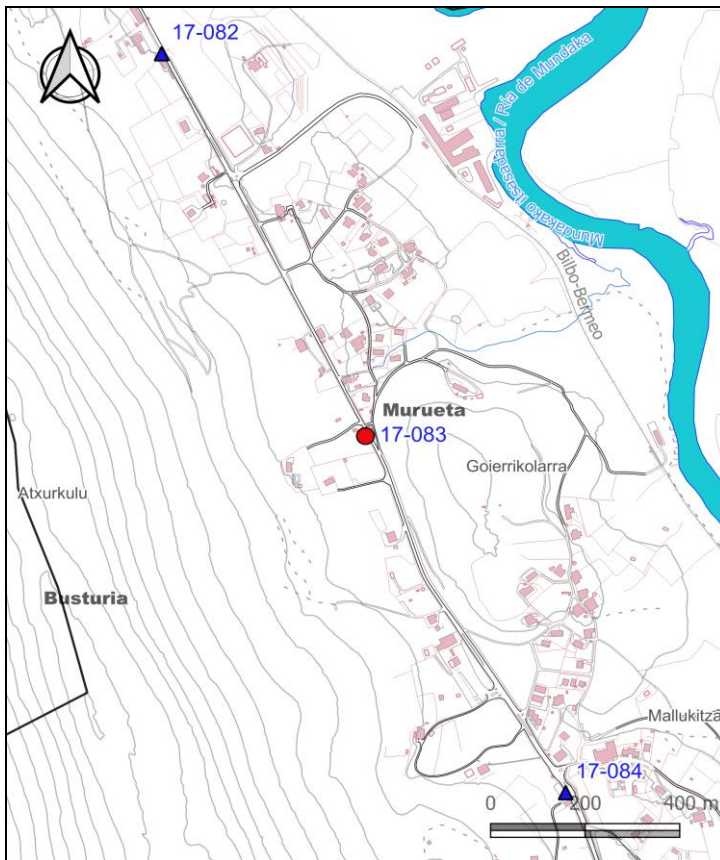 17-082
Mundakako itsasadarra / Ría de Mundaka
Bilbo-Bermeo
Murueta
17-083
Goierrikolarra
Atxurkulu
Busturia
Mallukitza
17-084
0 200 400 m